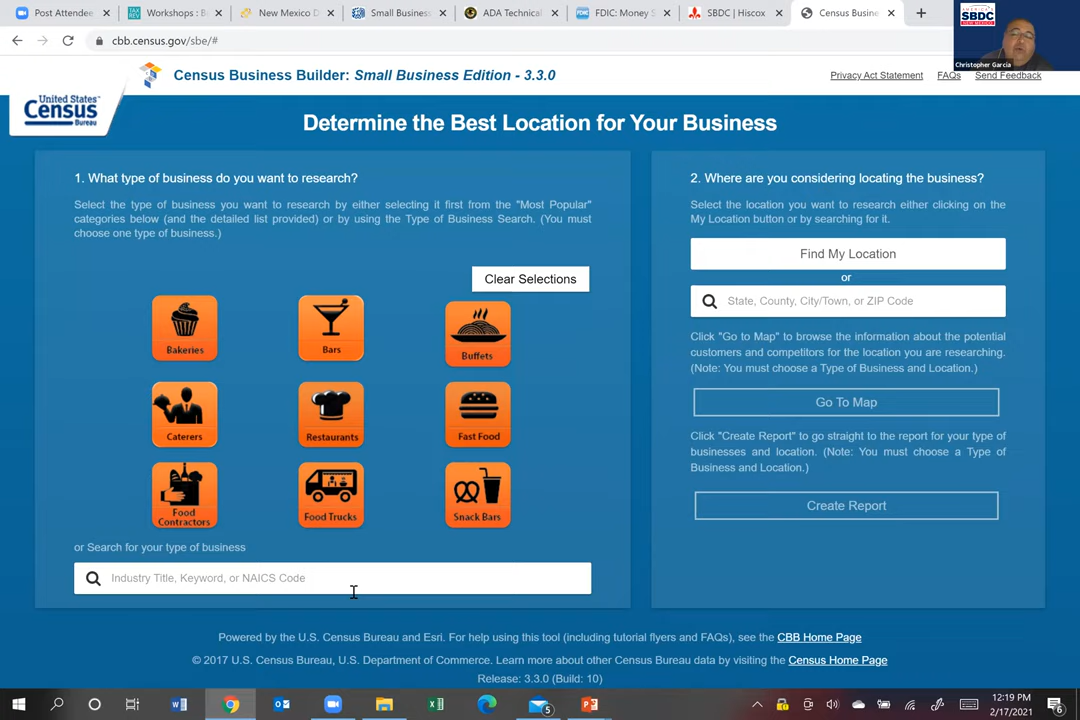 Post Attendee
Workshops : B
New Mexico D
Small Business
ADA Technical
FDIC: Money S
SBDC | Hiscox
Census Busine
cbb.census.gov/sbe/#
AMERICA'S
SBDC
NEW MEXICO
Christopher Garcia
Census Business Builder: Small Business Edition - 3.3.0
Privacy Act Statement FAQs Send Feedback
United States
Census
Bureau
Determine the Best Location for Your Business
1. What type of business do you want to research?
Select the type of business you want to research by either selecting it first from the "Most Popular"
categories below (and the detailed list provided) or by using the Type of Business Search. (You must
choose one type of business.)
Clear Selections
Bakeries
Bars
Buffets
Caterers
Restaurants
Fast Food
Food
Contractors
Food Trucks
Snack Bars
or Search for your type of business
Industry Title, Keyword, or NAICS Code
2. Where are you considering locating the business?
Select the location you want to research either clicking on the
My Location button or by searching for it.
Find My Location
or
State, County, City/Town, or ZIP Code
Click "Go to Map" to browse the information about the potential
customers and competitors for the location you are researching.
(Note: You must choose a Type of Business and Location.)
Go To Map
Click "Create Report" to go straight to the report for your type of
businesses and location. (Note: You must choose a Type of
Business and Location.)
Create Report
Powered by the U.S. Census Bureau and Esri. For help using this tool (including tutorial flyers and FAQs), see the CBB Home Page
© 2017 U.S. Census Bureau, U.S. Department of Commerce. Learn more about other Census Bureau data by visiting the Census Home Page
Release: 3.3.0 (Build: 10)
5
12:19 PM
2/17/2021
6